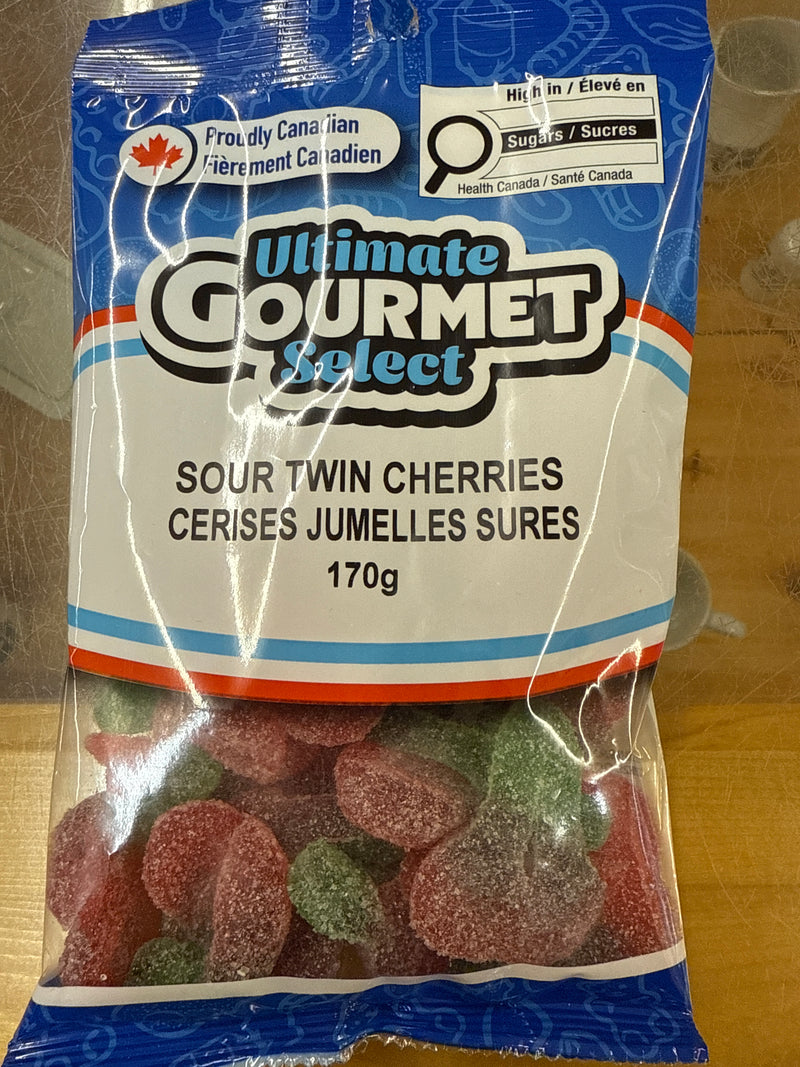 Proudly Canadian
Fièrement Canadien
High in / Élevé en
Sugars / Sucres
Health Canada / Santé Canada
Ultimate
GOURMET
Select
SOUR TWIN CHERRIES
CERISES JUMELLES SURES
170g